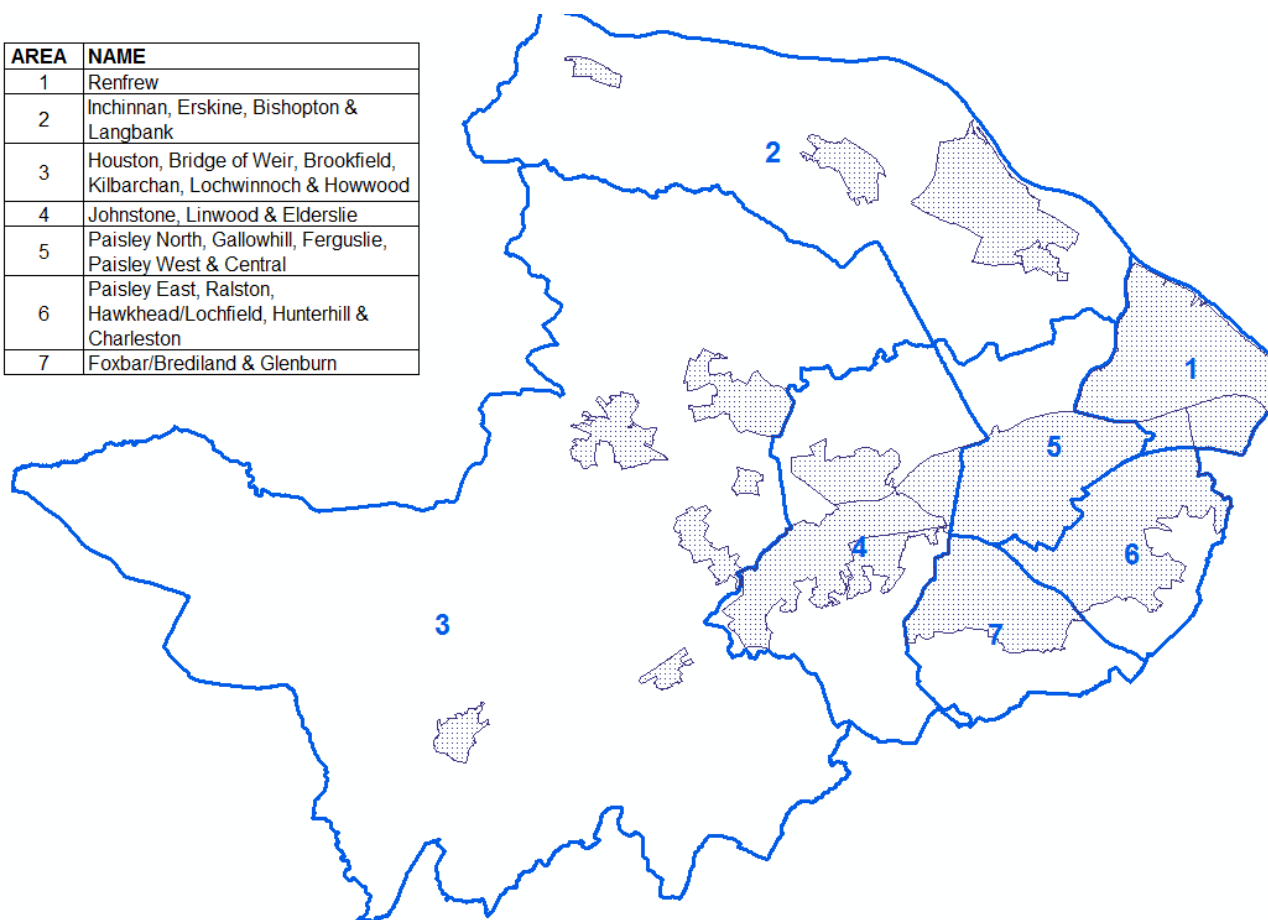 AREA NAME
1 Renfrew
2 Inchinnan, Erskine, Bishopton &
Langbank
3 Houston, Bridge of Weir, Brookfield,
Kilbarchan, Lochwinnoch & Howwood
4 Johnstone, Linwood & Elderslie
5 Paisley North, Gallowhill, Ferguslie,
Paisley West & Central
6 Paisley East, Ralston,
Hawkhead/Lochfield, Hunterhill &
Charleston
7 Foxbar/Brediland & Glenburn
2
1
5
4
6
3
7